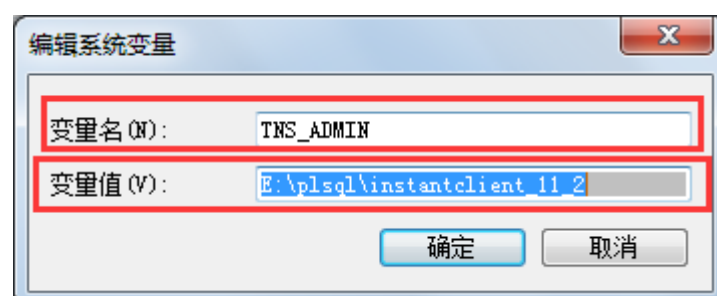 编辑系统变量
变量名(N): TNS_ADMIN
变量值(V): E:\plsql\instantclient_11_2
确定 取消